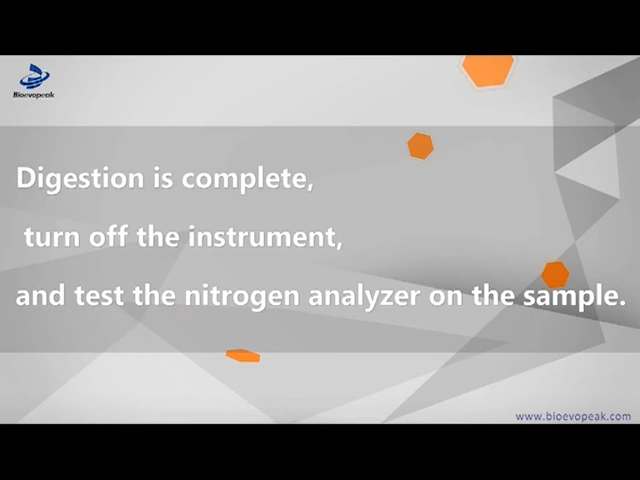 Bioevopeak
Digestion is complete,
turn off the instrument,
and test the nitrogen analyzer on the sample.
www.bioevopeak.com